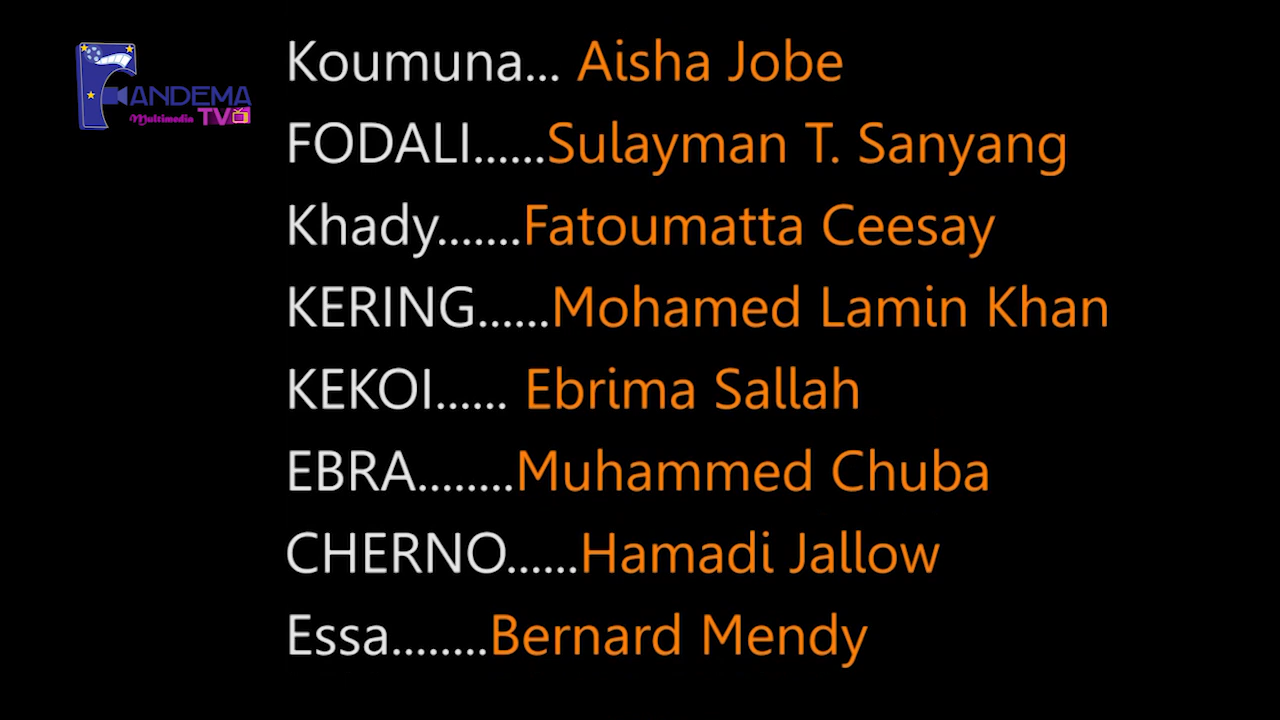 FANDEMA
Multimedia TV
Koumuna... Aisha Jobe
FODALI......Sulayman T. Sanyang
Khady.......Fatoumatta Ceesay
KERING......Mohamed Lamin Khan
KEKOI...... Ebrima Sallah
EBRA........Muhammed Chuba
CHERNO......Hamadi Jallow
Essa........Bernard Mendy